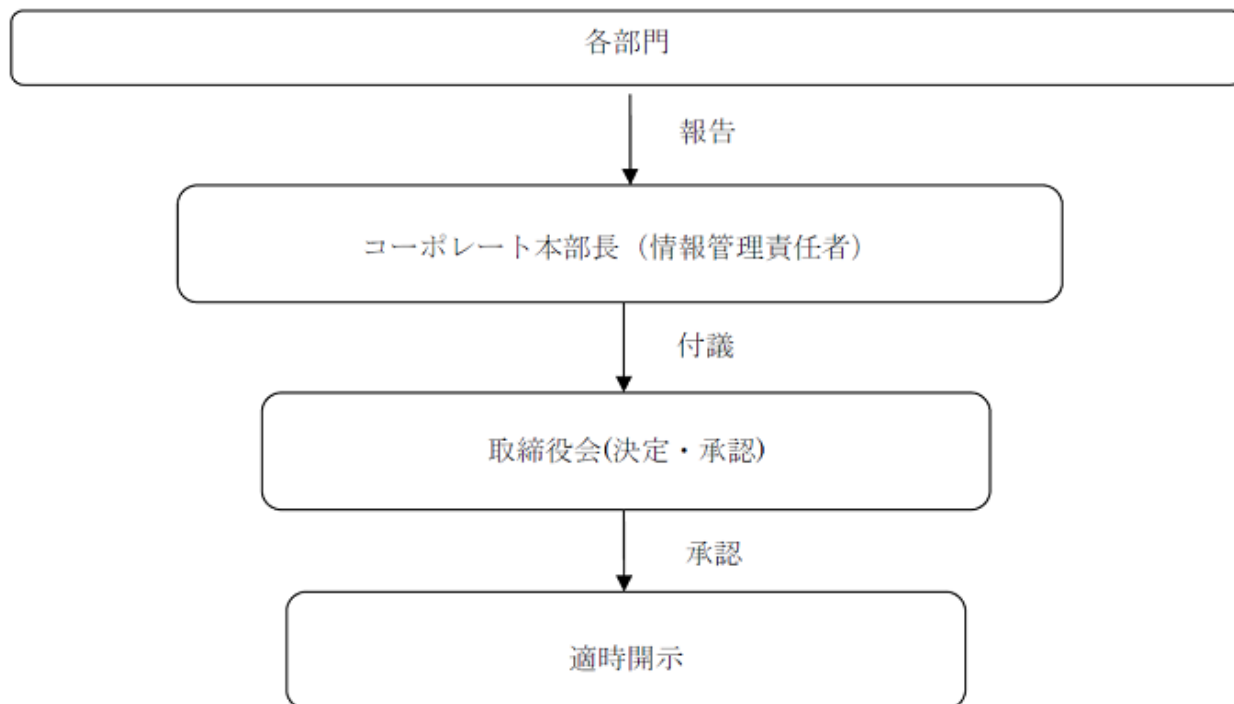 各部門
報告
コーポレート本部長（情報管理責任者）
付議
取締役会(決定・承認)
承認
適時開示